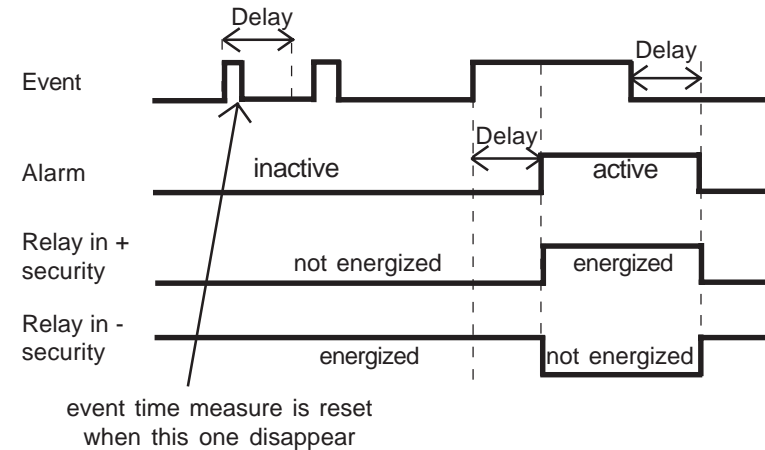 Delay
Delay
Event
Delay
Alarm
inactive
active
Relay in +
security
not energized
energized
Relay in -
security
energized
not energized
event time measure is reset
when this one disappear